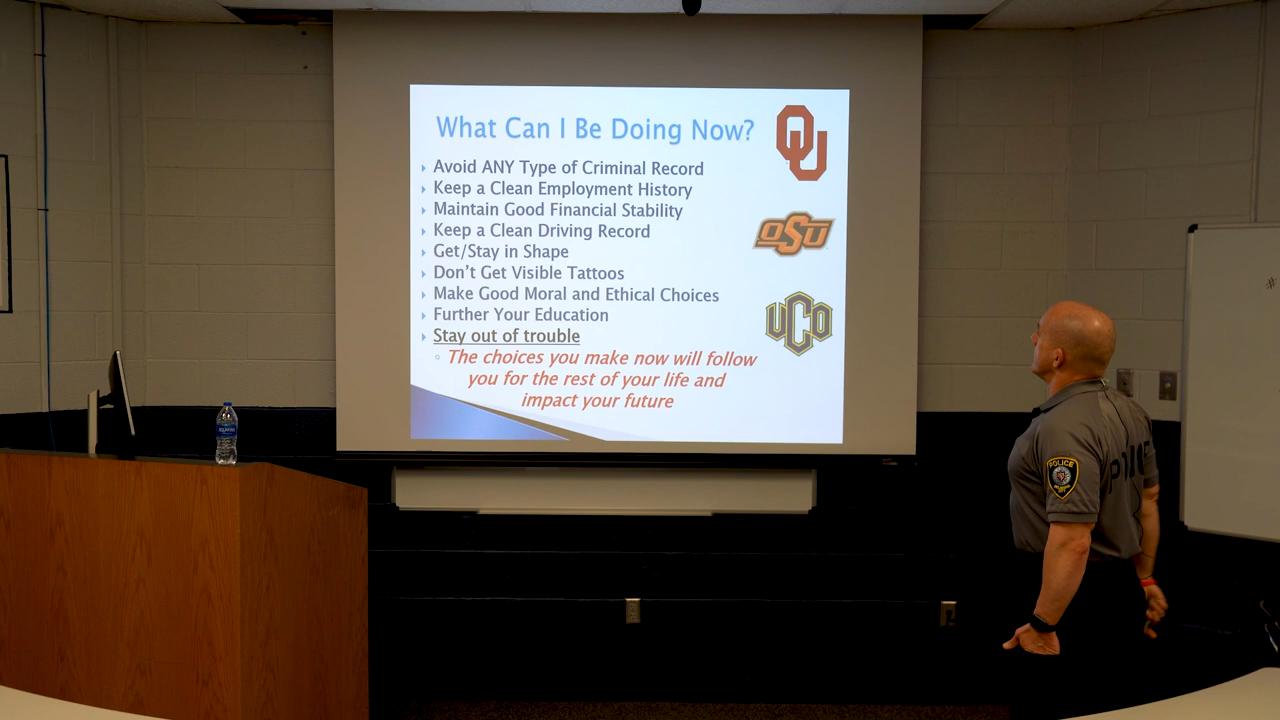 What Can I Be Doing Now?
Avoid ANY Type of Criminal Record
Keep a Clean Employment History
Maintain Good Financial Stability
Keep a Clean Driving Record
Get/Stay in Shape
Don't Get Visible Tattoos
Make Good Moral and Ethical Choices
Further Your Education
Stay out of trouble
The choices you make now will follow
you for the rest of your life and
impact your future
OU
OSU
UCO
POLICE
POLICE